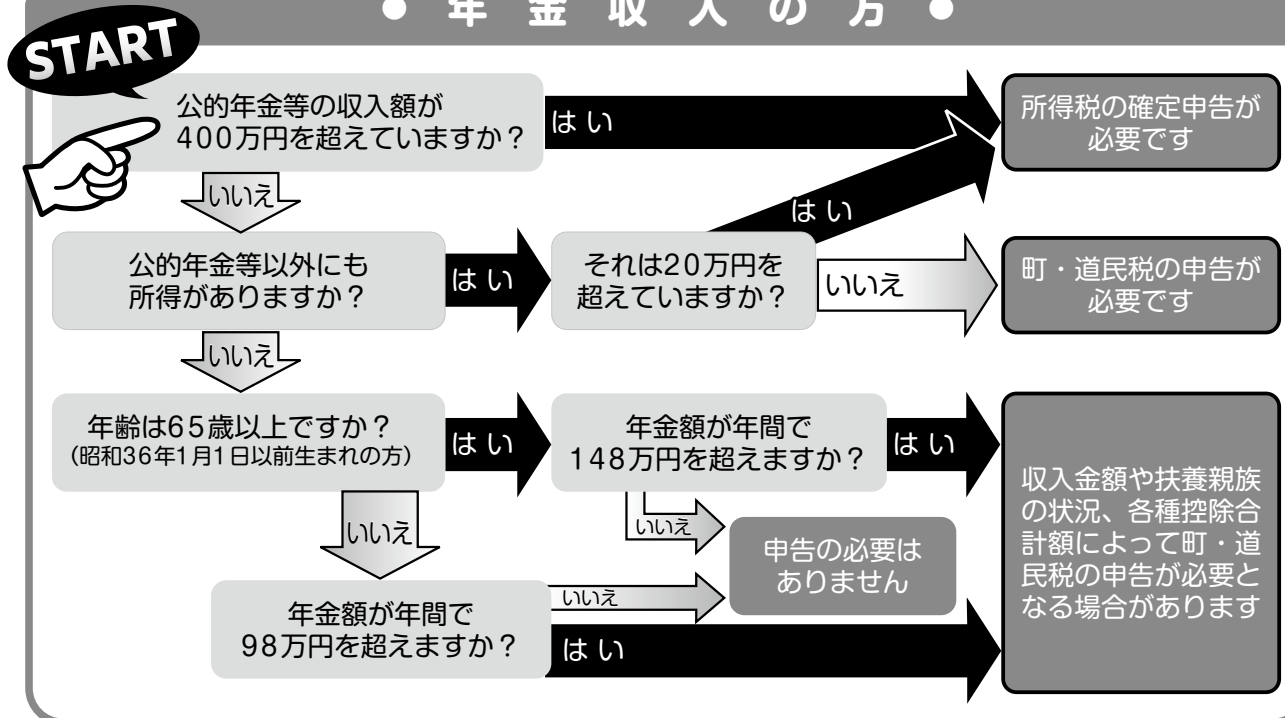 ● 年金収入の方 ●
START
公的年金等の収入額が
400万円を超えていますか？
はい
所得税の確定申告が
必要です
いいえ
はい
公的年金等以外にも
所得がありますか？
はい
それは20万円を
超えていますか？
いいえ
町・道民税の申告が
必要です
いいえ
年齢は65歳以上ですか？
（昭和36年1月1日以前生まれの方）
はい
年金額が年間で
148万円を超えますか？
はい
収入金額や扶養親族
の状況、各種控除合
計額によって町・道
民税の申告が必要と
なる場合があります
いいえ
いいえ
申告の必要は
ありません
年金額が年間で
98万円を超えますか？
いいえ
はい